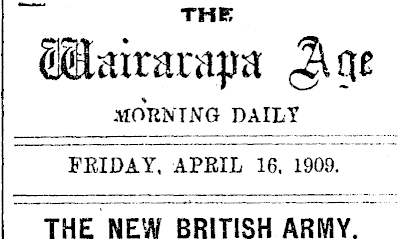 THE
Wairarapa Age
MORNING DAILY
FRIDAY, APRIL 16, 1909.
THE NEW BRITISH ARMY.